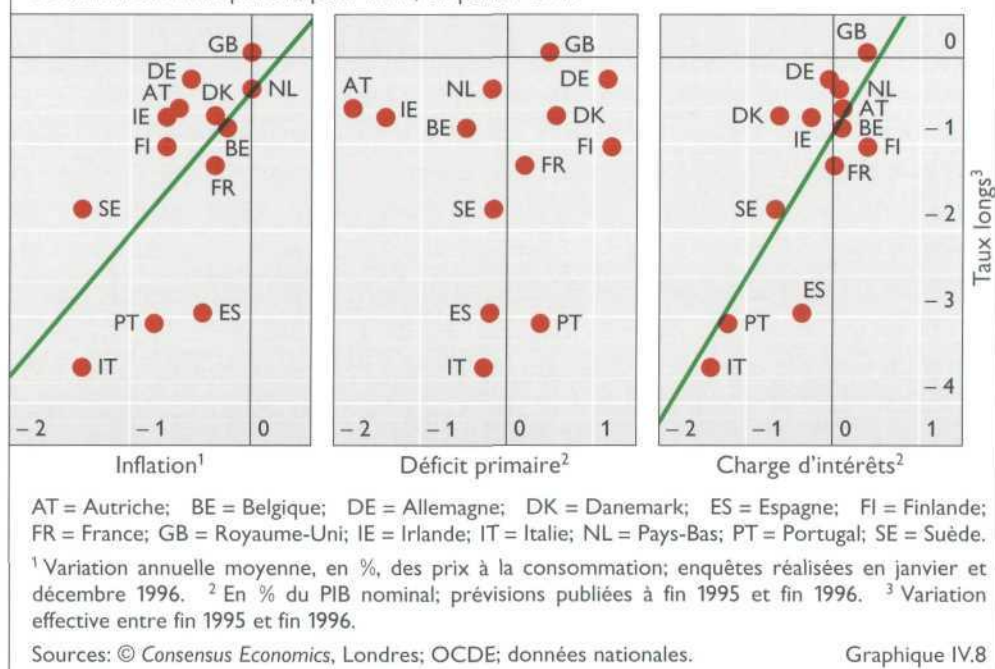 GB
DE
AT
DK
NL
IE
FI
BE
FR
SE
PT
ES
IT
– 2
– 1
0
Inflation¹
GB
DE
AT
IE
NL
DK
BE
FI
FR
SE
ES
PT
IT
0
1
Déficit primaire²
GB
DE
NL
AT
DK
IE
BE
FI
FR
SE
ES
PT
IT
– 2
– 1
0
1
Charge d'intérêts²
0
– 1
– 2
– 3
– 4
Taux longs³
AT = Autriche; BE = Belgique; DE = Allemagne; DK = Danemark; ES = Espagne; FI = Finlande;
FR = France; GB = Royaume-Uni; IE = Irlande; IT = Italie; NL = Pays-Bas; PT = Portugal; SE = Suède.
¹ Variation annuelle moyenne, en %, des prix à la consommation; enquêtes réalisées en janvier et
décembre 1996. ² En % du PIB nominal; prévisions publiées à fin 1995 et fin 1996. ³ Variation
effective entre fin 1995 et fin 1996.
Sources: © Consensus Economics, Londres; OCDE; données nationales. Graphique IV.8